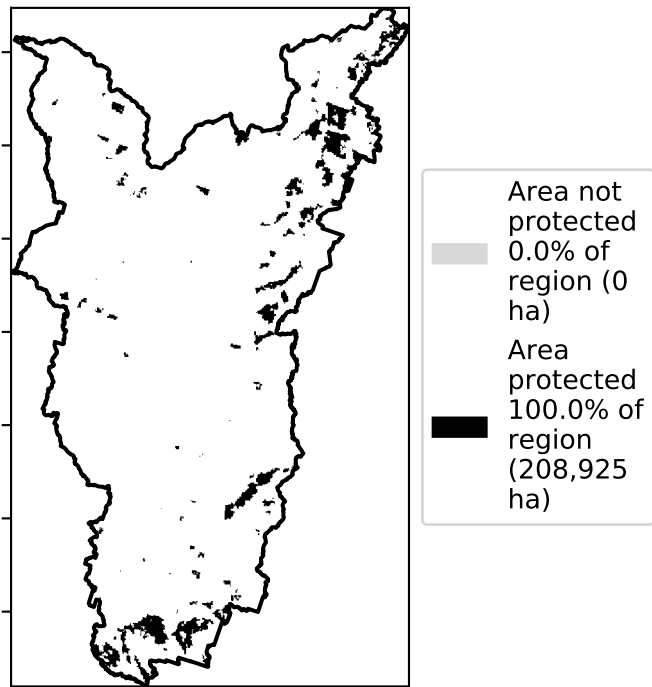 Area not
protected
0.0% of
region (0
ha)
Area
protected
100.0% of
region
(208,925
ha)